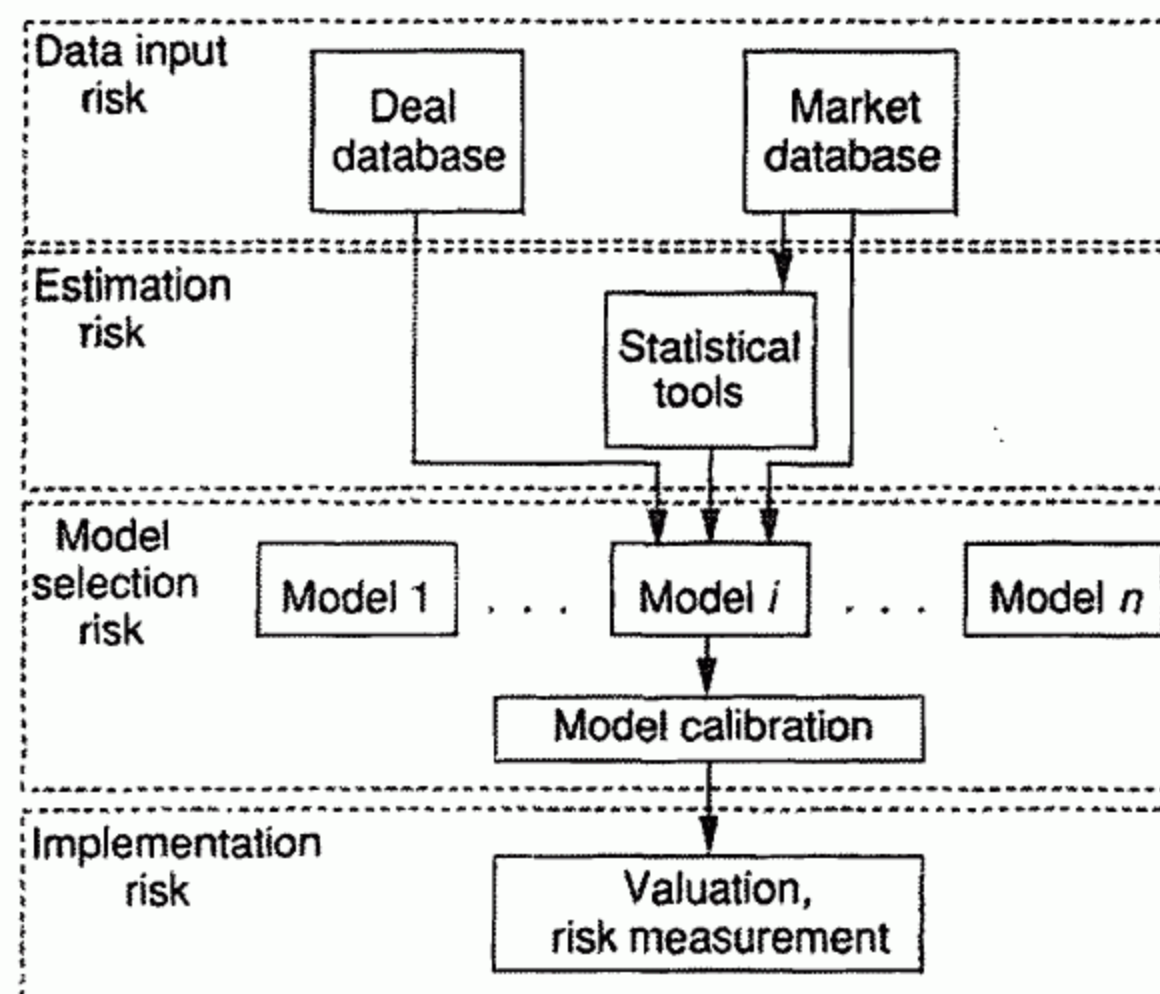 Data input
risk
Deal
database
Market
database
Estimation
risk
Statistical
tools
Model
selection
risk
Model 1
. . .
Model i
. . .
Model n
Model calibration
Implementation
risk
Valuation,
risk measurement